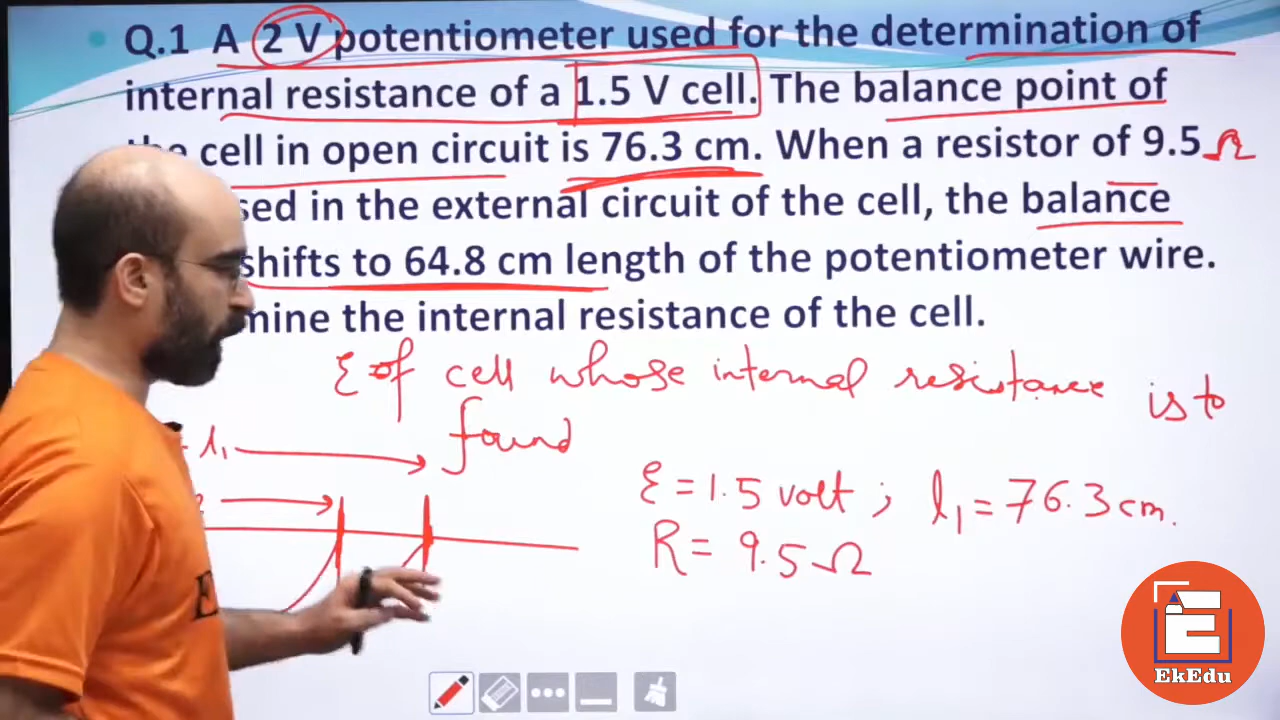 Q.1 A 2 V potentiometer used for the determination of
internal resistance of a 1.5 V cell. The balance point of
the cell in open circuit is 76.3 cm. When a resistor of 9.5 Ω
sed in the external circuit of the cell, the balance
shifts to 64.8 cm length of the potentiometer wire.
mine the internal resistance of the cell.
ε of cell whose internal resistance is to
found
l₁
ε = 1.5 volt ; l₁ = 76.3 cm.
R = 9.5 Ω
EkEdu